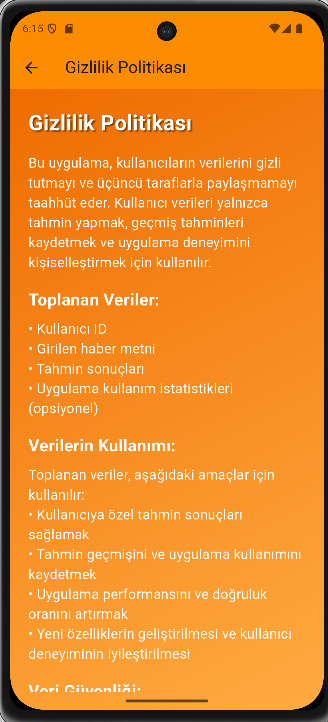 6:15
Gizlilik Politikası
Gizlilik Politikası
Bu uygulama, kullanıcıların verilerini gizli
tutmayı ve üçüncü taraflarla paylaşmamayı
taahhüt eder. Kullanıcı verileri yalnızca
tahmin yapmak, geçmiş tahminleri
kaydetmek ve uygulama deneyimini
kişiselleştirmek için kullanılır.
Toplanan Veriler:
• Kullanıcı ID
• Girilen haber metni
• Tahmin sonuçları
• Uygulama kullanım istatistikleri
(opsiyonel)
Verilerin Kullanımı:
Toplanan veriler, aşağıdaki amaçlar için
kullanılır:
• Kullanıcıya özel tahmin sonuçları
sağlamak
• Tahmin geçmişini ve uygulama kullanımını
kaydetmek
• Uygulama performansını ve doğruluk
oranını artırmak
• Yeni özelliklerin geliştirilmesi ve kullanıcı
deneyiminin iyileştirilmesi
Veri Güvenliği: